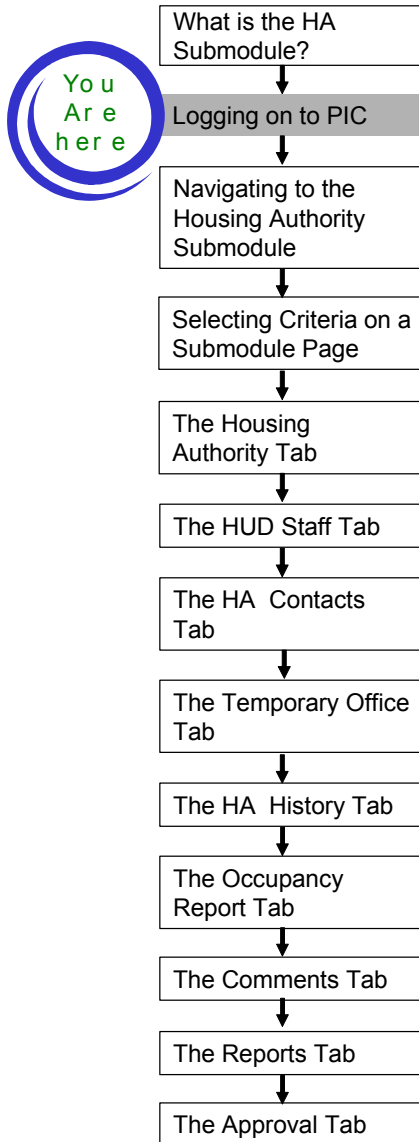 What is the HA
Submodule?
You
Are
here
Logging on to PIC
Navigating to the
Housing Authority
Submodule
Selecting Criteria on a
Submodule Page
The Housing
Authority Tab
The HUD Staff Tab
The HA Contacts
Tab
The Temporary Office
Tab
The HA History Tab
The Occupancy
Report Tab
The Comments Tab
The Reports Tab
The Approval Tab